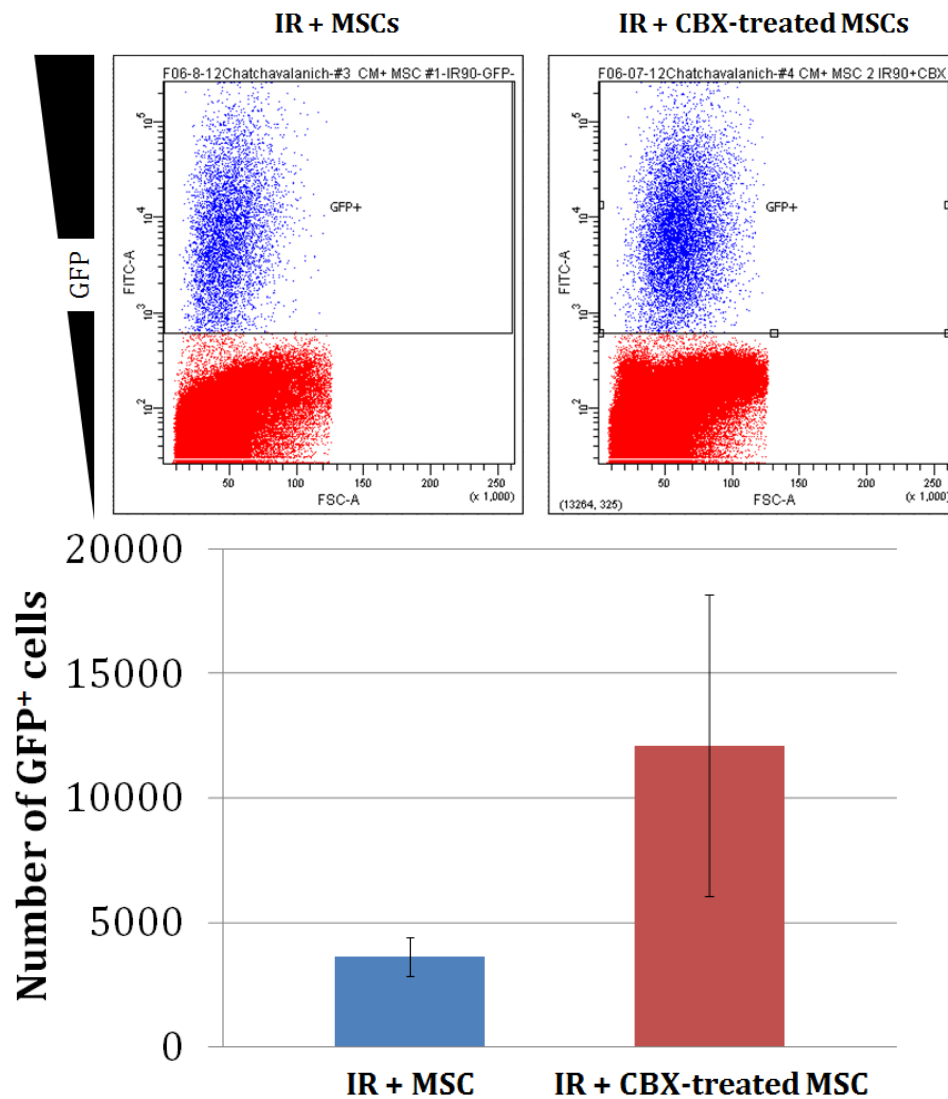 IR + MSCs
IR + CBX-treated MSCs
F06-8-12Chatchavalanich-#3 CM+ MSC #1-IR90-GFP-
F06-07-12Chatchavalanich-#4 CM+ MSC 2 IR90+CBX
GFP
FITC-A
10^5
10^4
10^3
10^2
GFP+
50 100 150 200 250
(x 1,000)
FSC-A
FITC-A
10^5
10^4
10^3
10^2
GFP+
50 100 150 200 250
(x 1,000)
FSC-A
(13264, 325)
Number of GFP⁺ cells
20000
15000
10000
5000
0
IR + MSC
IR + CBX-treated MSC